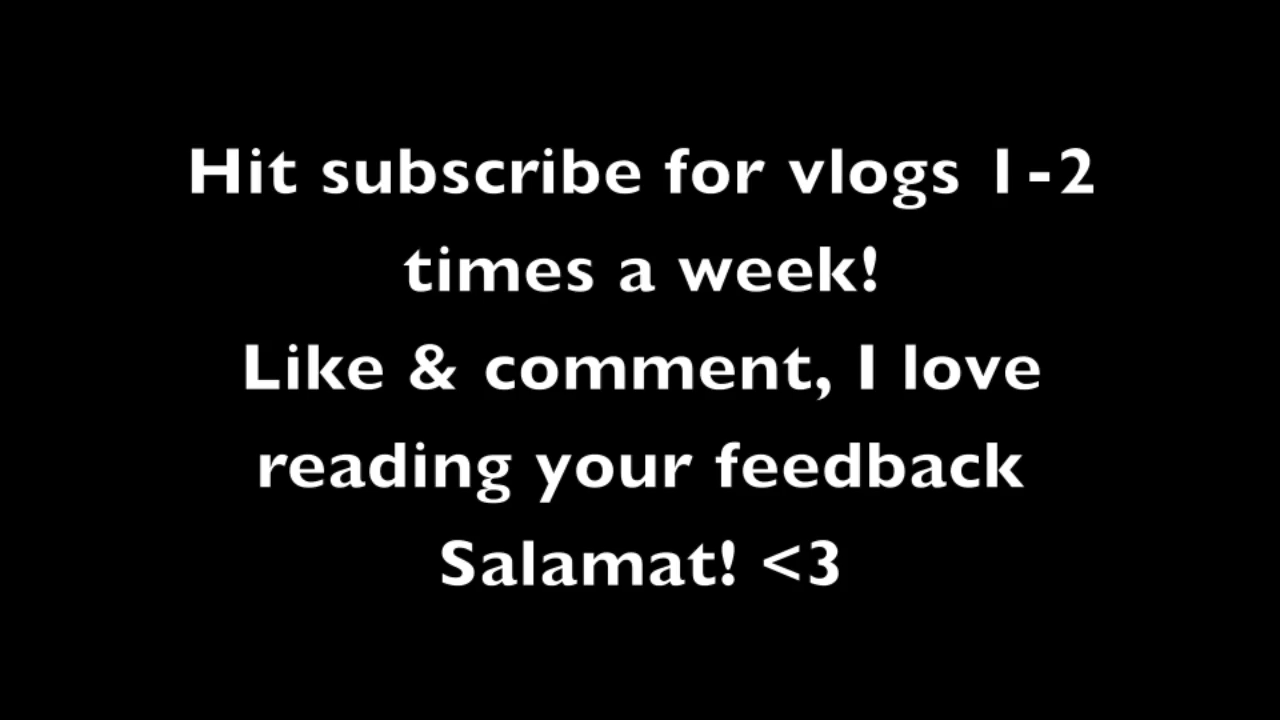 Hit subscribe for vlogs 1-2
times a week!
Like & comment, I love
reading your feedback
Salamat! <3